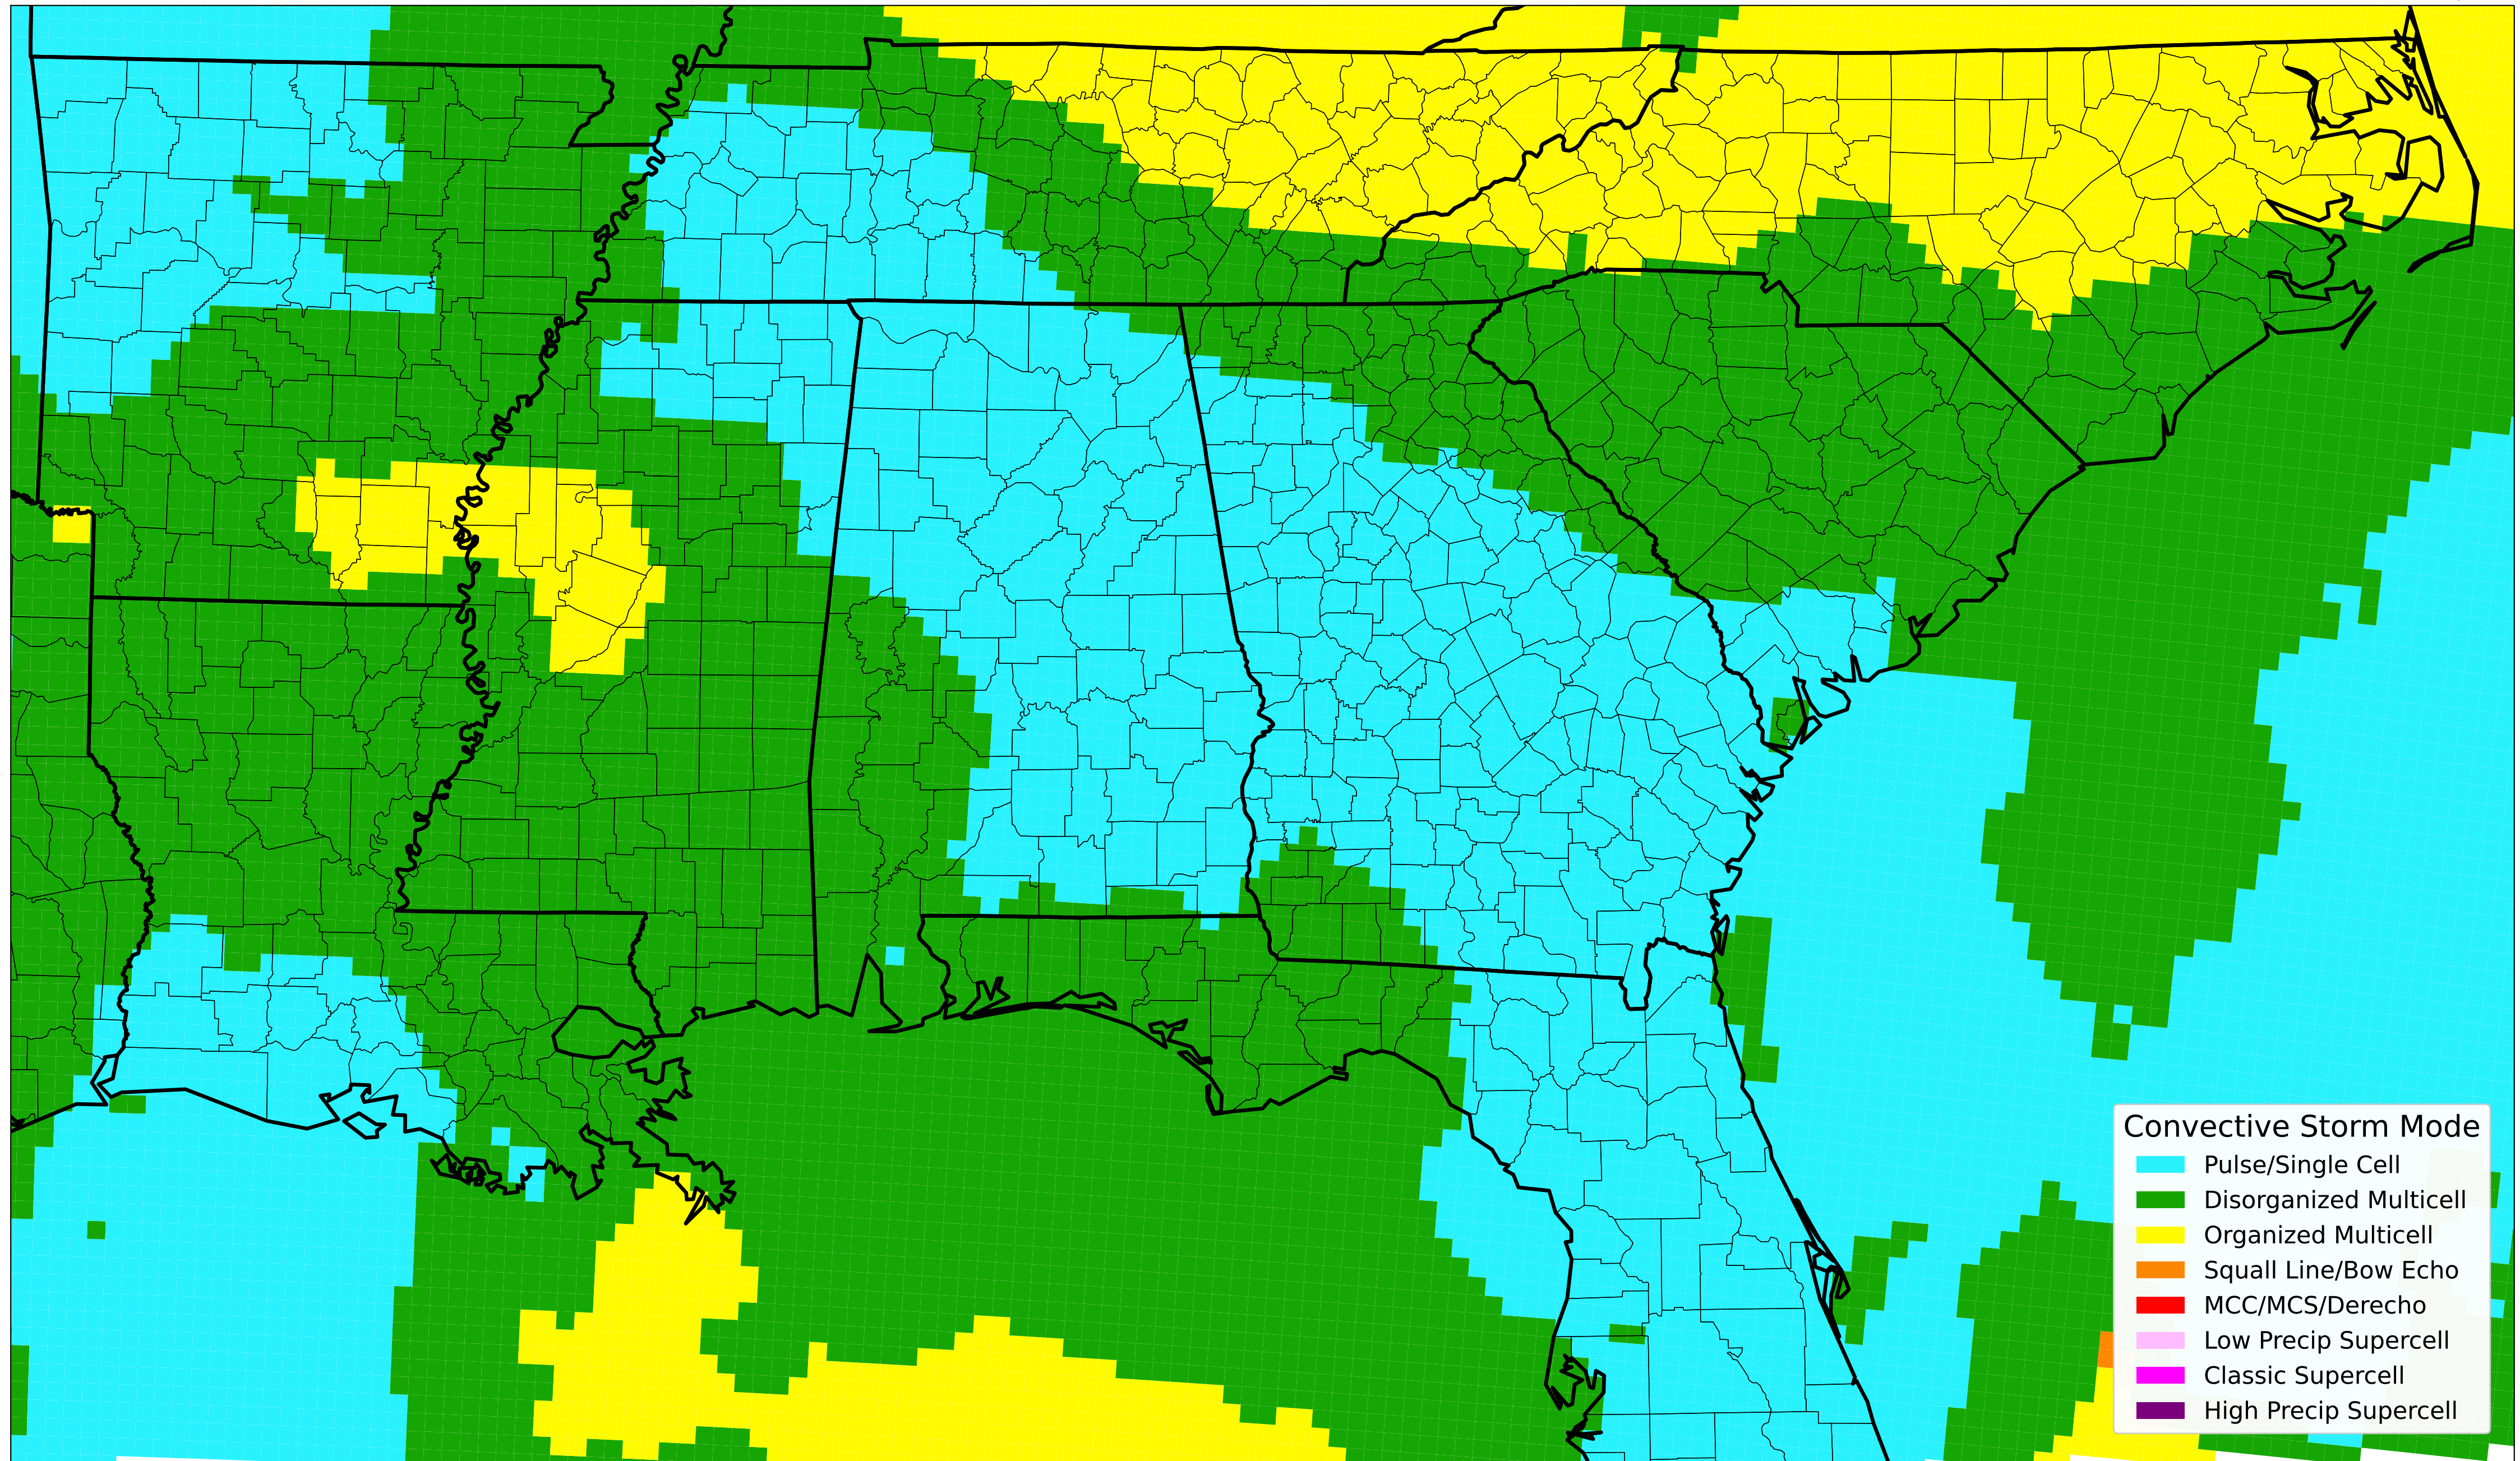 Convective Storm Mode
Pulse/Single Cell
Disorganized Multicell
Organized Multicell
Squall Line/Bow Echo
MCC/MCS/Derecho
Low Precip Supercell
Classic Supercell
High Precip Supercell